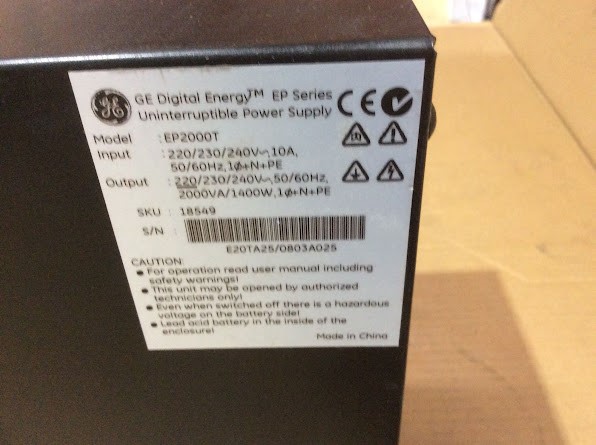 GE Digital Energy™ EP Series
Uninterruptible Power Supply
Model : EP2000T
Input : 220/230/240V~, 10A,
50/60Hz, 1ø+N+PE
Output : 220/230/240V~, 50/60Hz,
2000VA/1400W, 1ø+N+PE
SKU : 18549
S/N :
E20TA25/0803A025
CAUTION:
● For operation read user manual including
safety warnings!
● This unit may be opened by authorized
technicians only!
● Even when switched off there is a hazardous
voltage on the battery side!
● Lead acid battery in the inside of the
enclosure!
Made in China